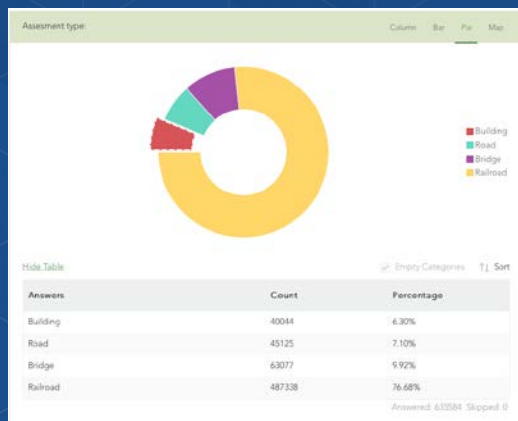 Assesment type: Column Bar Pie Map
Building
Road
Bridge
Railroad
Hide Table Empty Categories ↑↓ Sort
Answers Count Percentage
Building 40044 6.30%
Road 45125 7.10%
Bridge 63077 9.92%
Railroad 487338 76.68%
Answered: 635584 Skipped: 0